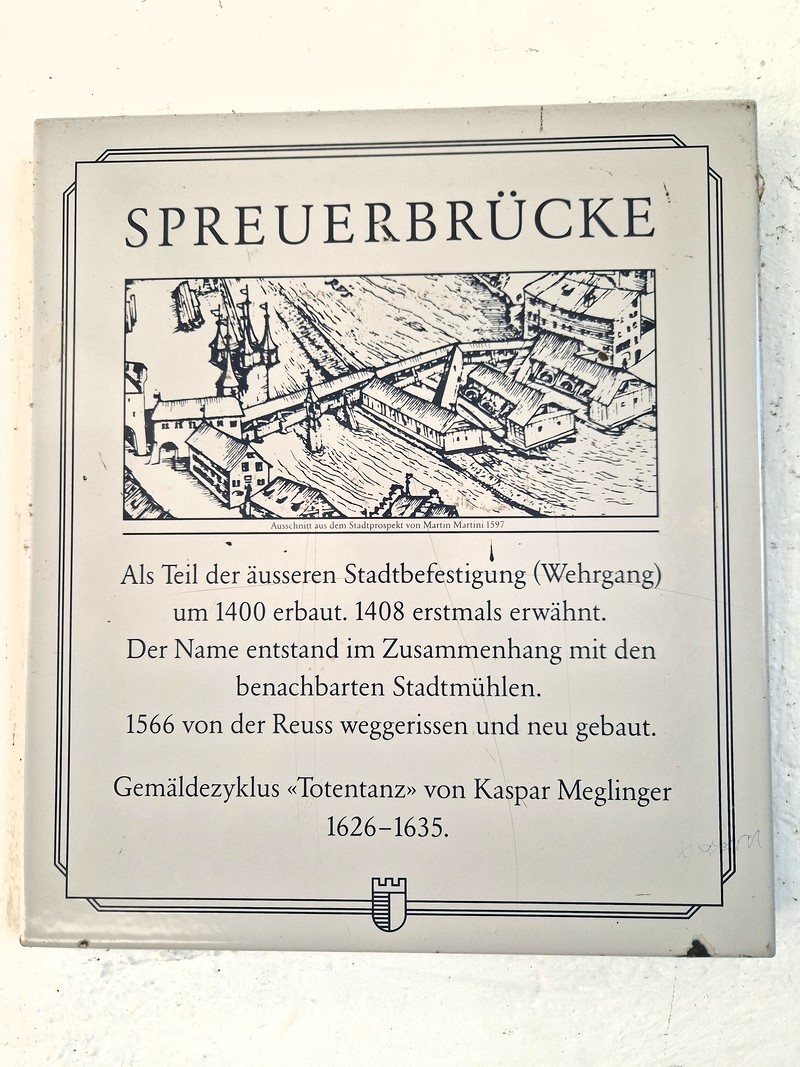 SPREUERBRÜCKE
Ausschnitt aus dem Stadtprospekt von Martin Martini 1597
Als Teil der äusseren Stadtbefestigung (Wehrgang)
um 1400 erbaut. 1408 erstmals erwähnt.
Der Name entstand im Zusammenhang mit den
benachbarten Stadtmühlen.
1566 von der Reuss weggerissen und neu gebaut.
Gemäldezyklus «Totentanz» von Kaspar Meglinger
1626–1635.